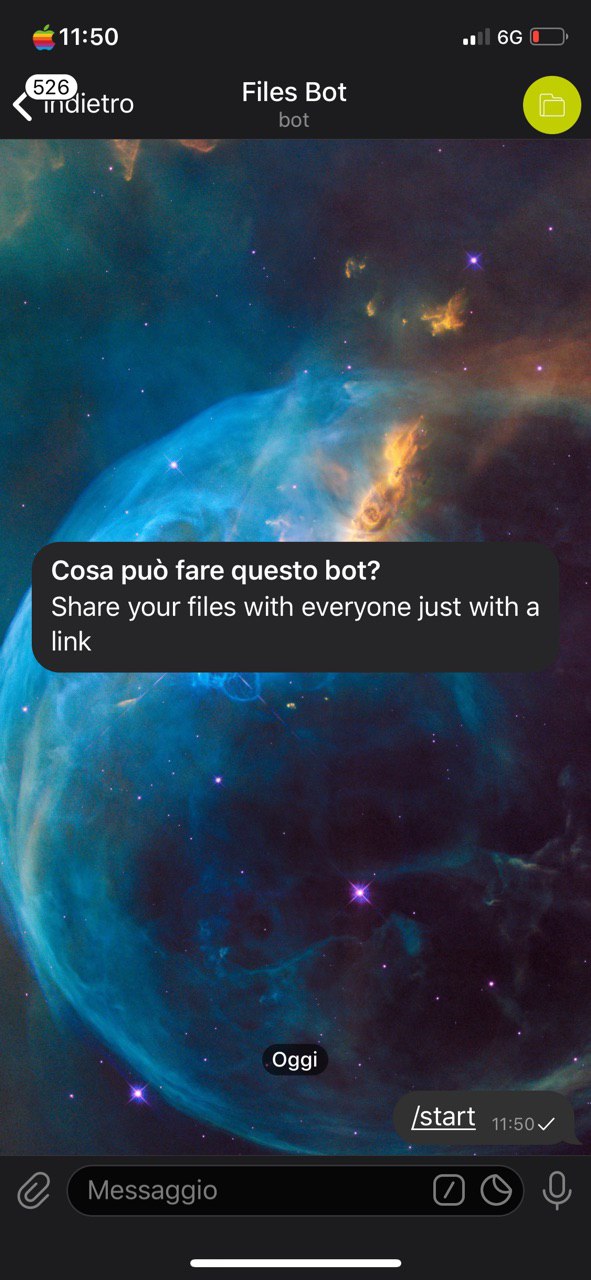 11:50
6G
526
Indietro
Files Bot
bot
Cosa può fare questo bot?
Share your files with everyone just with a
link
Oggi
/start 11:50
Messaggio